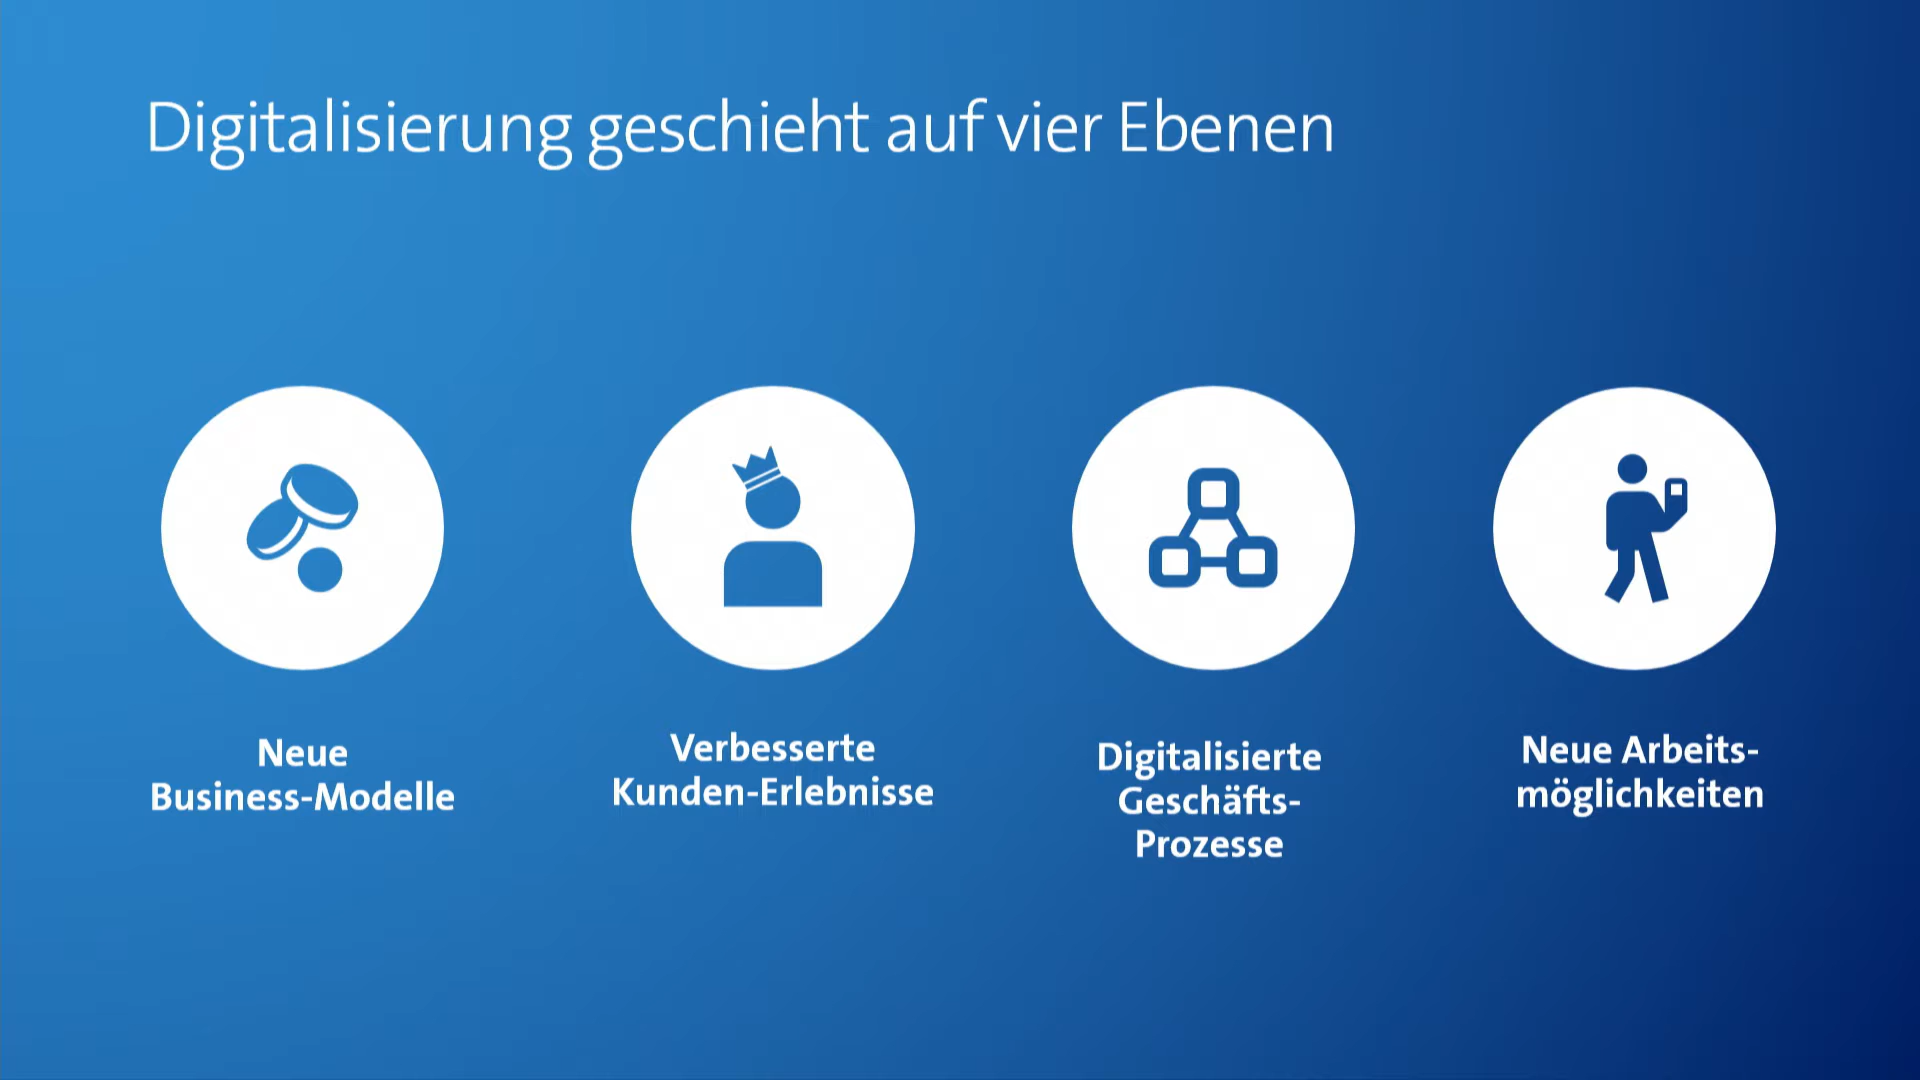 Digitalisierung geschieht auf vier Ebenen
Neue
Business-Modelle
Verbesserte
Kunden-Erlebnisse
Digitalisierte
Geschäfts-
Prozesse
Neue Arbeits-
möglichkeiten